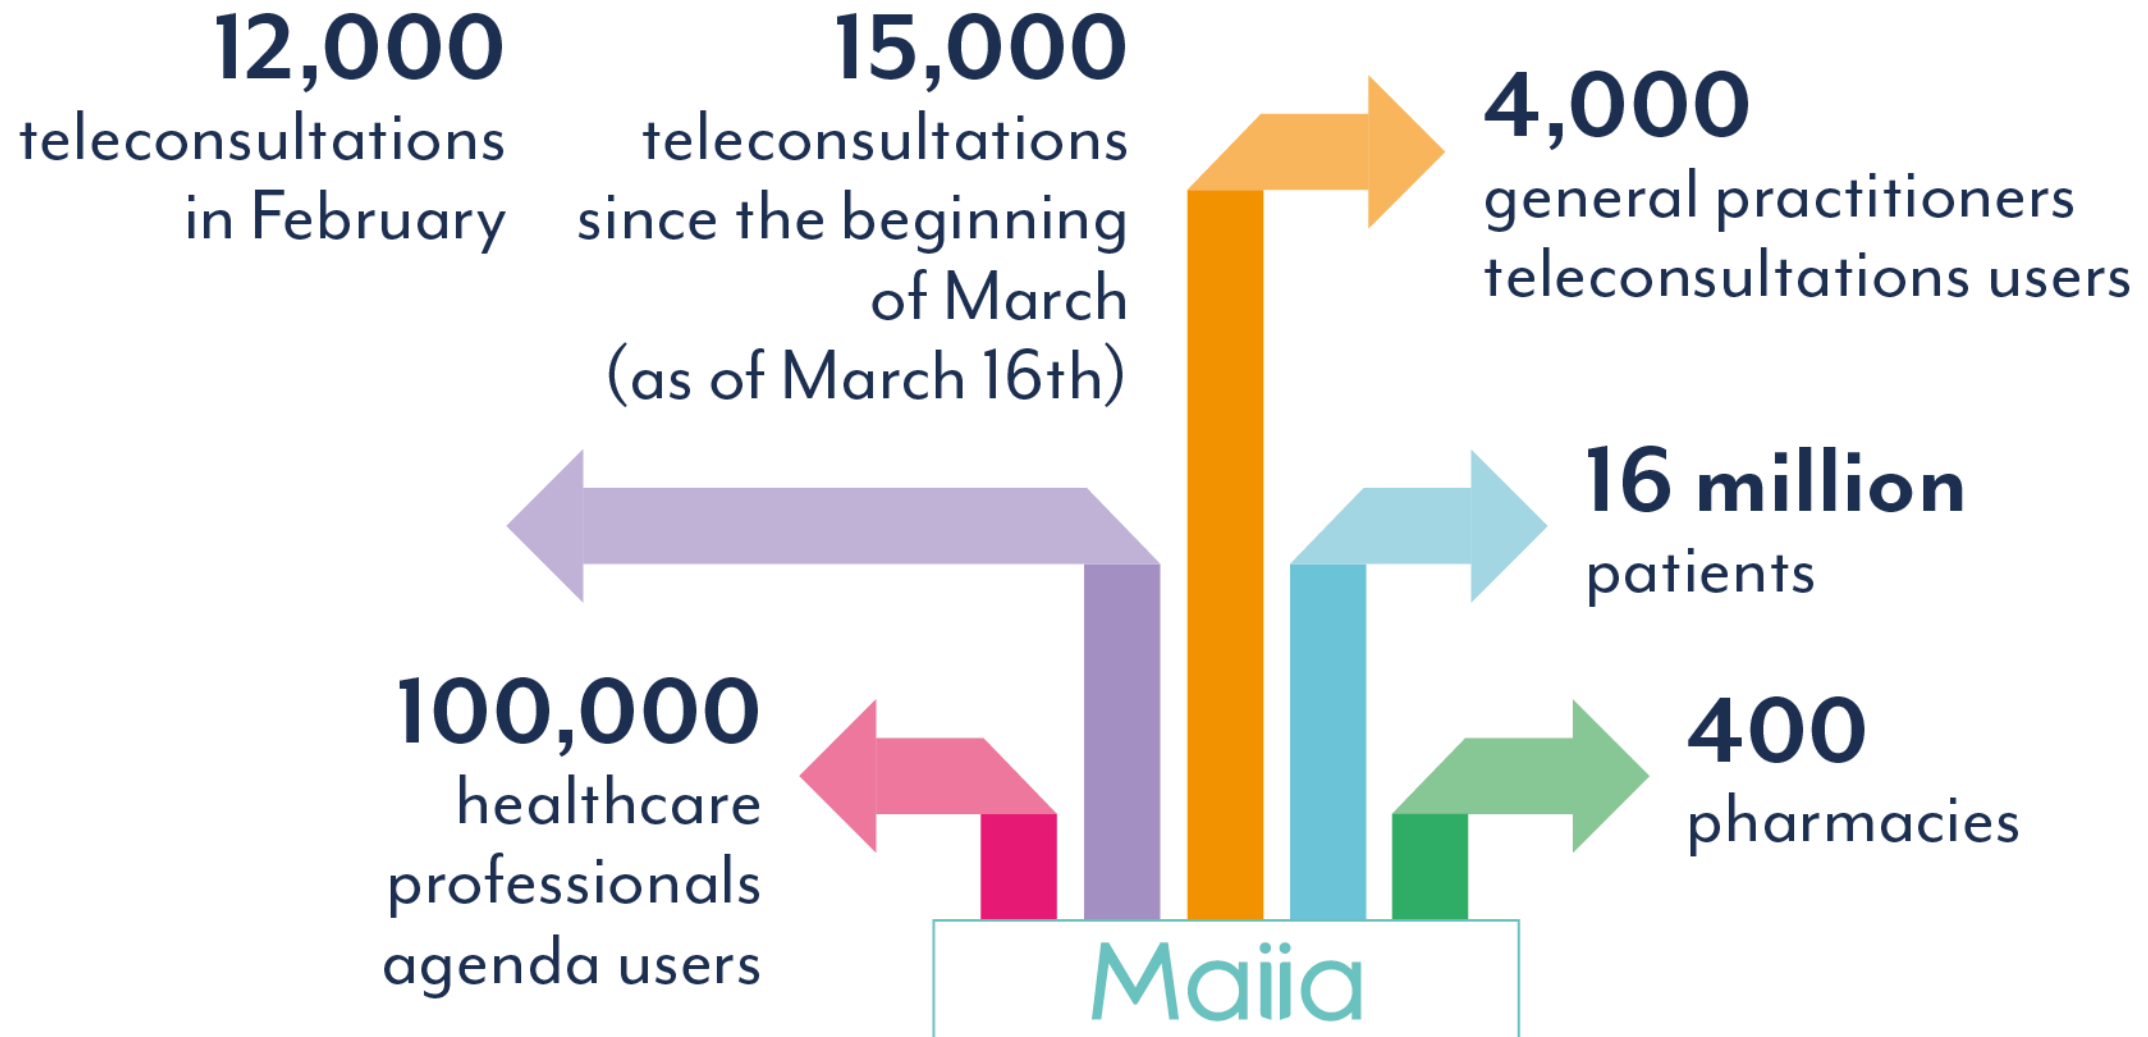 12,000
teleconsultations
in February
15,000
teleconsultations
since the beginning
of March
(as of March 16th)
4,000
general practitioners
teleconsultations users
16 million
patients
100,000
healthcare
professionals
agenda users
400
pharmacies
Maiia